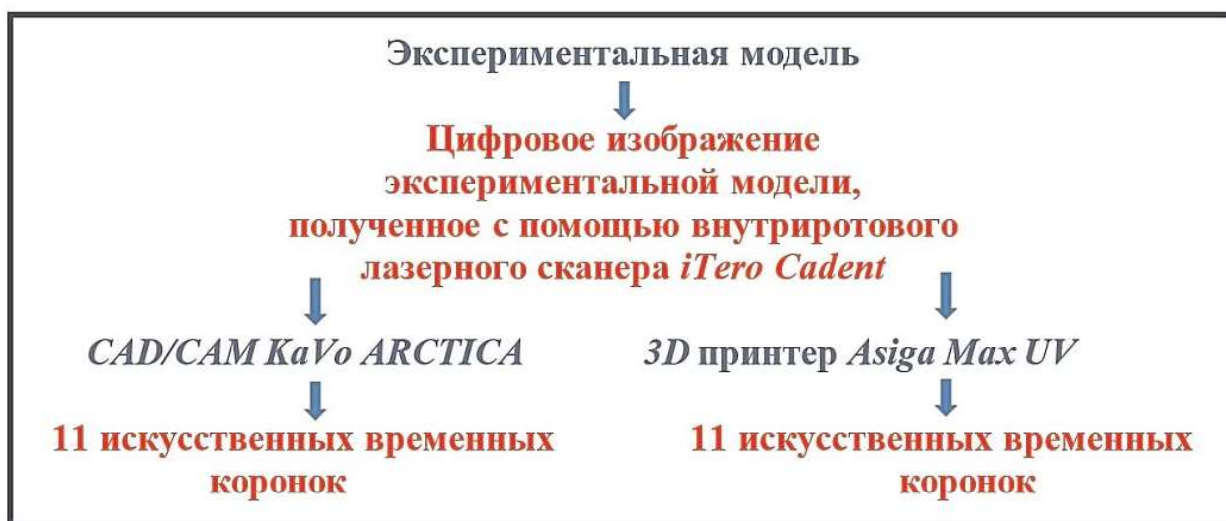 Экспериментальная модель
Цифровое изображение
экспериментальной модели,
полученное с помощью внутриротового
лазерного сканера iTero Cadent
CAD/CAM KaVo ARCTICA
3D принтер Asiga Max UV
11 искусственных временных
коронок
11 искусственных временных
коронок